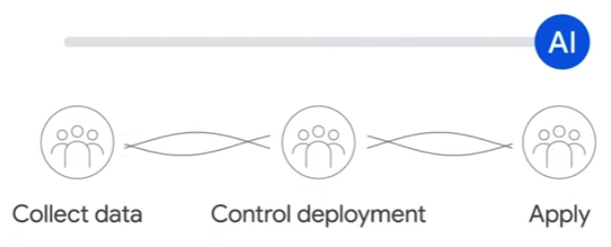 AI
Collect data
Control deployment
Apply